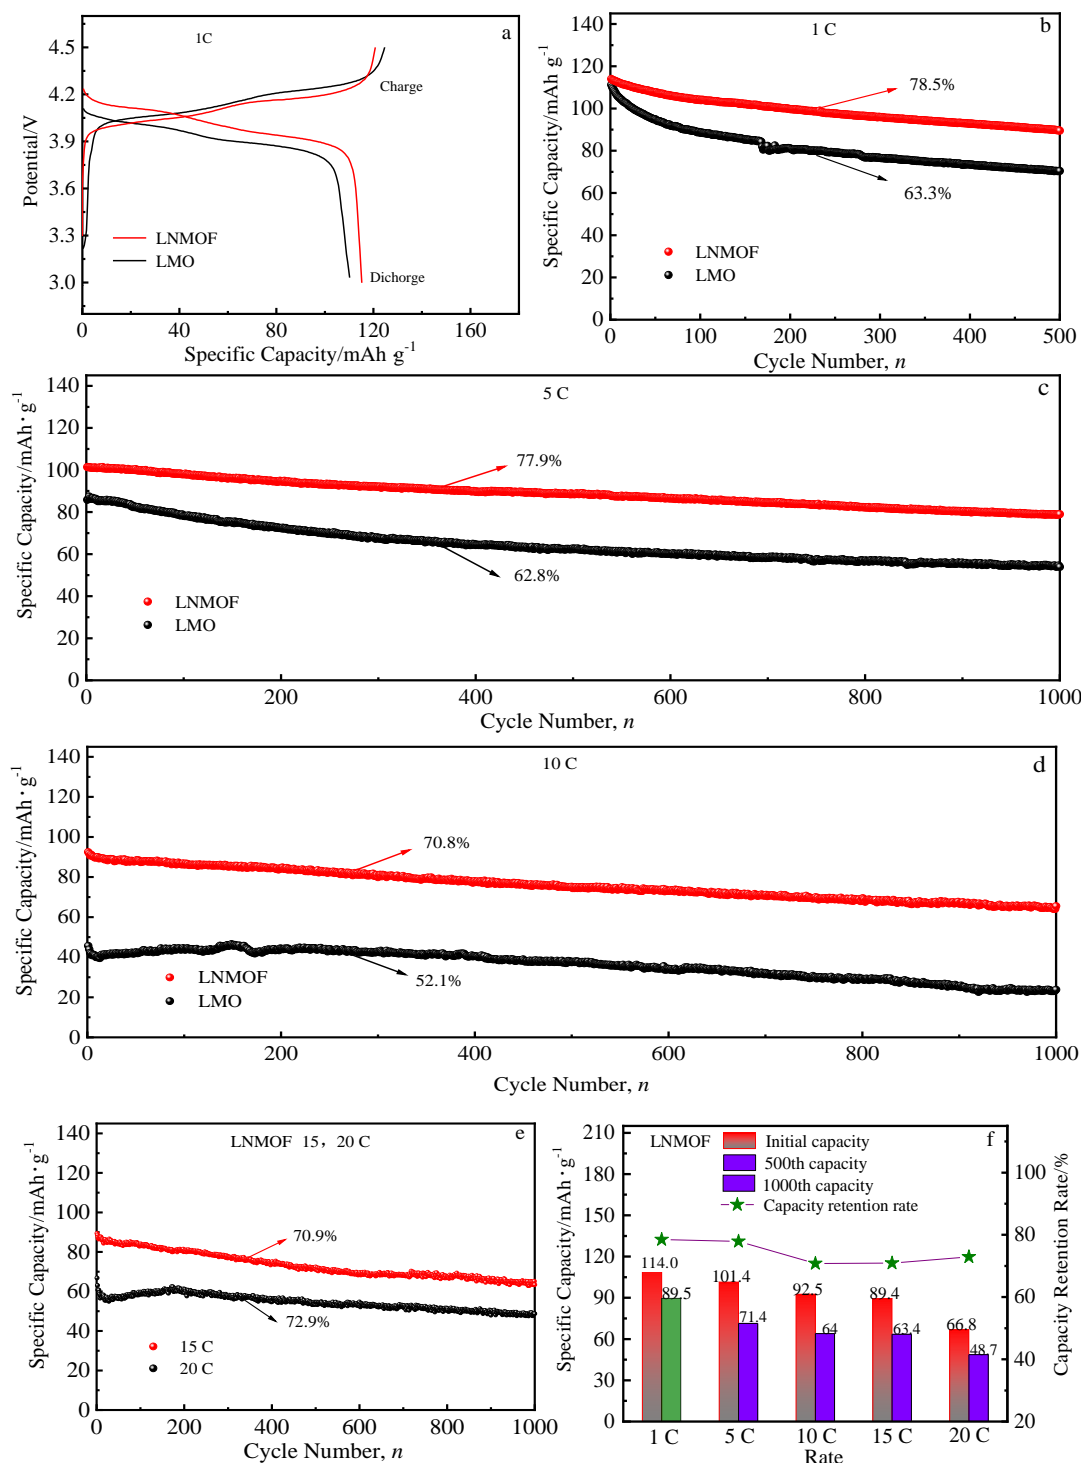 1C
a
4.5
4.2
3.9
3.6
3.3
3.0
Potential/V
Charge
Dichorge
LNMOF
LMO
0 40 80 120 160
Specific Capacity/mAh g⁻¹
1 C
b
140
120
100
80
60
40
20
0
Specific Capacity/mAh g⁻¹
78.5%
63.3%
LNMOF
LMO
0 100 200 300 400 500
Cycle Number, n
5 C
c
140
120
100
80
60
40
20
0
Specific Capacity/mAh·g⁻¹
77.9%
62.8%
LNMOF
LMO
0 200 400 600 800 1000
Cycle Number, n
10 C
d
140
120
100
80
60
40
20
0
Specific Capacity/mAh·g⁻¹
70.8%
52.1%
LNMOF
LMO
0 200 400 600 800 1000
Cycle Number, n
LNMOF 15, 20 C
e
140
120
100
80
60
40
20
0
Specific Capacity/mAh·g⁻¹
70.9%
72.9%
15 C
20 C
0 200 400 600 800 1000
Cycle Number, n
LNMOF
f
Initial capacity
500th capacity
1000th capacity
Capacity retention rate
210
180
150
120
90
60
30
0
Specific Capacity/mAh·g⁻¹
114.0
89.5
101.4
71.4
92.5
64
89.4
63.4
66.8
48.7
100
80
60
40
20
Capacity Retention Rate/%
1 C 5 C 10 C 15 C 20 C
Rate